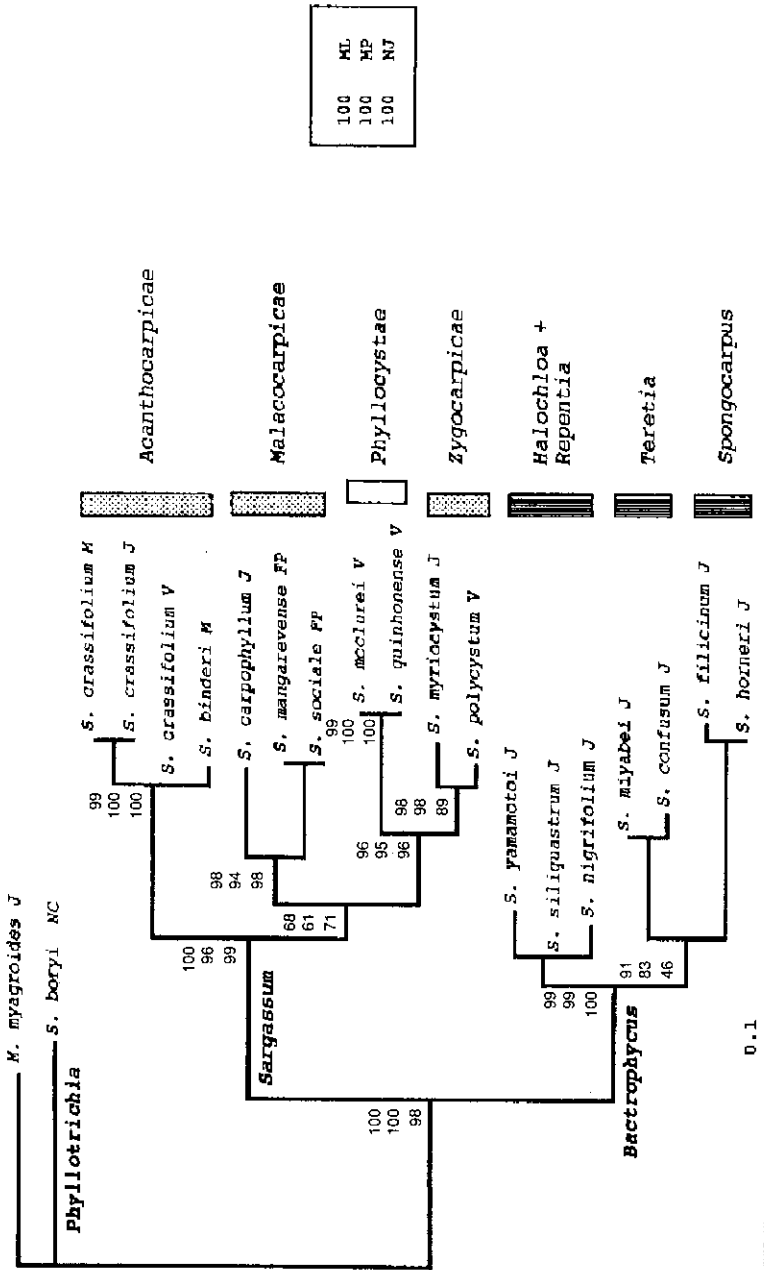 M. myagroides J
S. boryi NC
Phyllotrichia
S. crassifolium M
S. crassifolium J
S. crassifolium V
S. binderi M
99
100
100
Acanthocarpicae
100
96
99
Sargassum
S. carpophyllum J
S. mangarevense FP
S. sociale FP
98
94
98
Malacocarpicae
68
61
71
S. mcclurei V
S. quinhonense V
99
100
100
Phyllocystae
96
95
96
S. myriocystum J
S. polycystum V
98
98
89
Zygocarpicae
100
100
98
S. yamamotoi J
S. siliquastrum J
S. nigrifolium J
99
99
100
Halochloa +
Repentia
Bactrophycus
91
83
46
S. miyabei J
S. confusum J
Teretia
S. filicinum J
S. horneri J
Spongocarpus
100 ML
100 MP
100 NJ
0.1